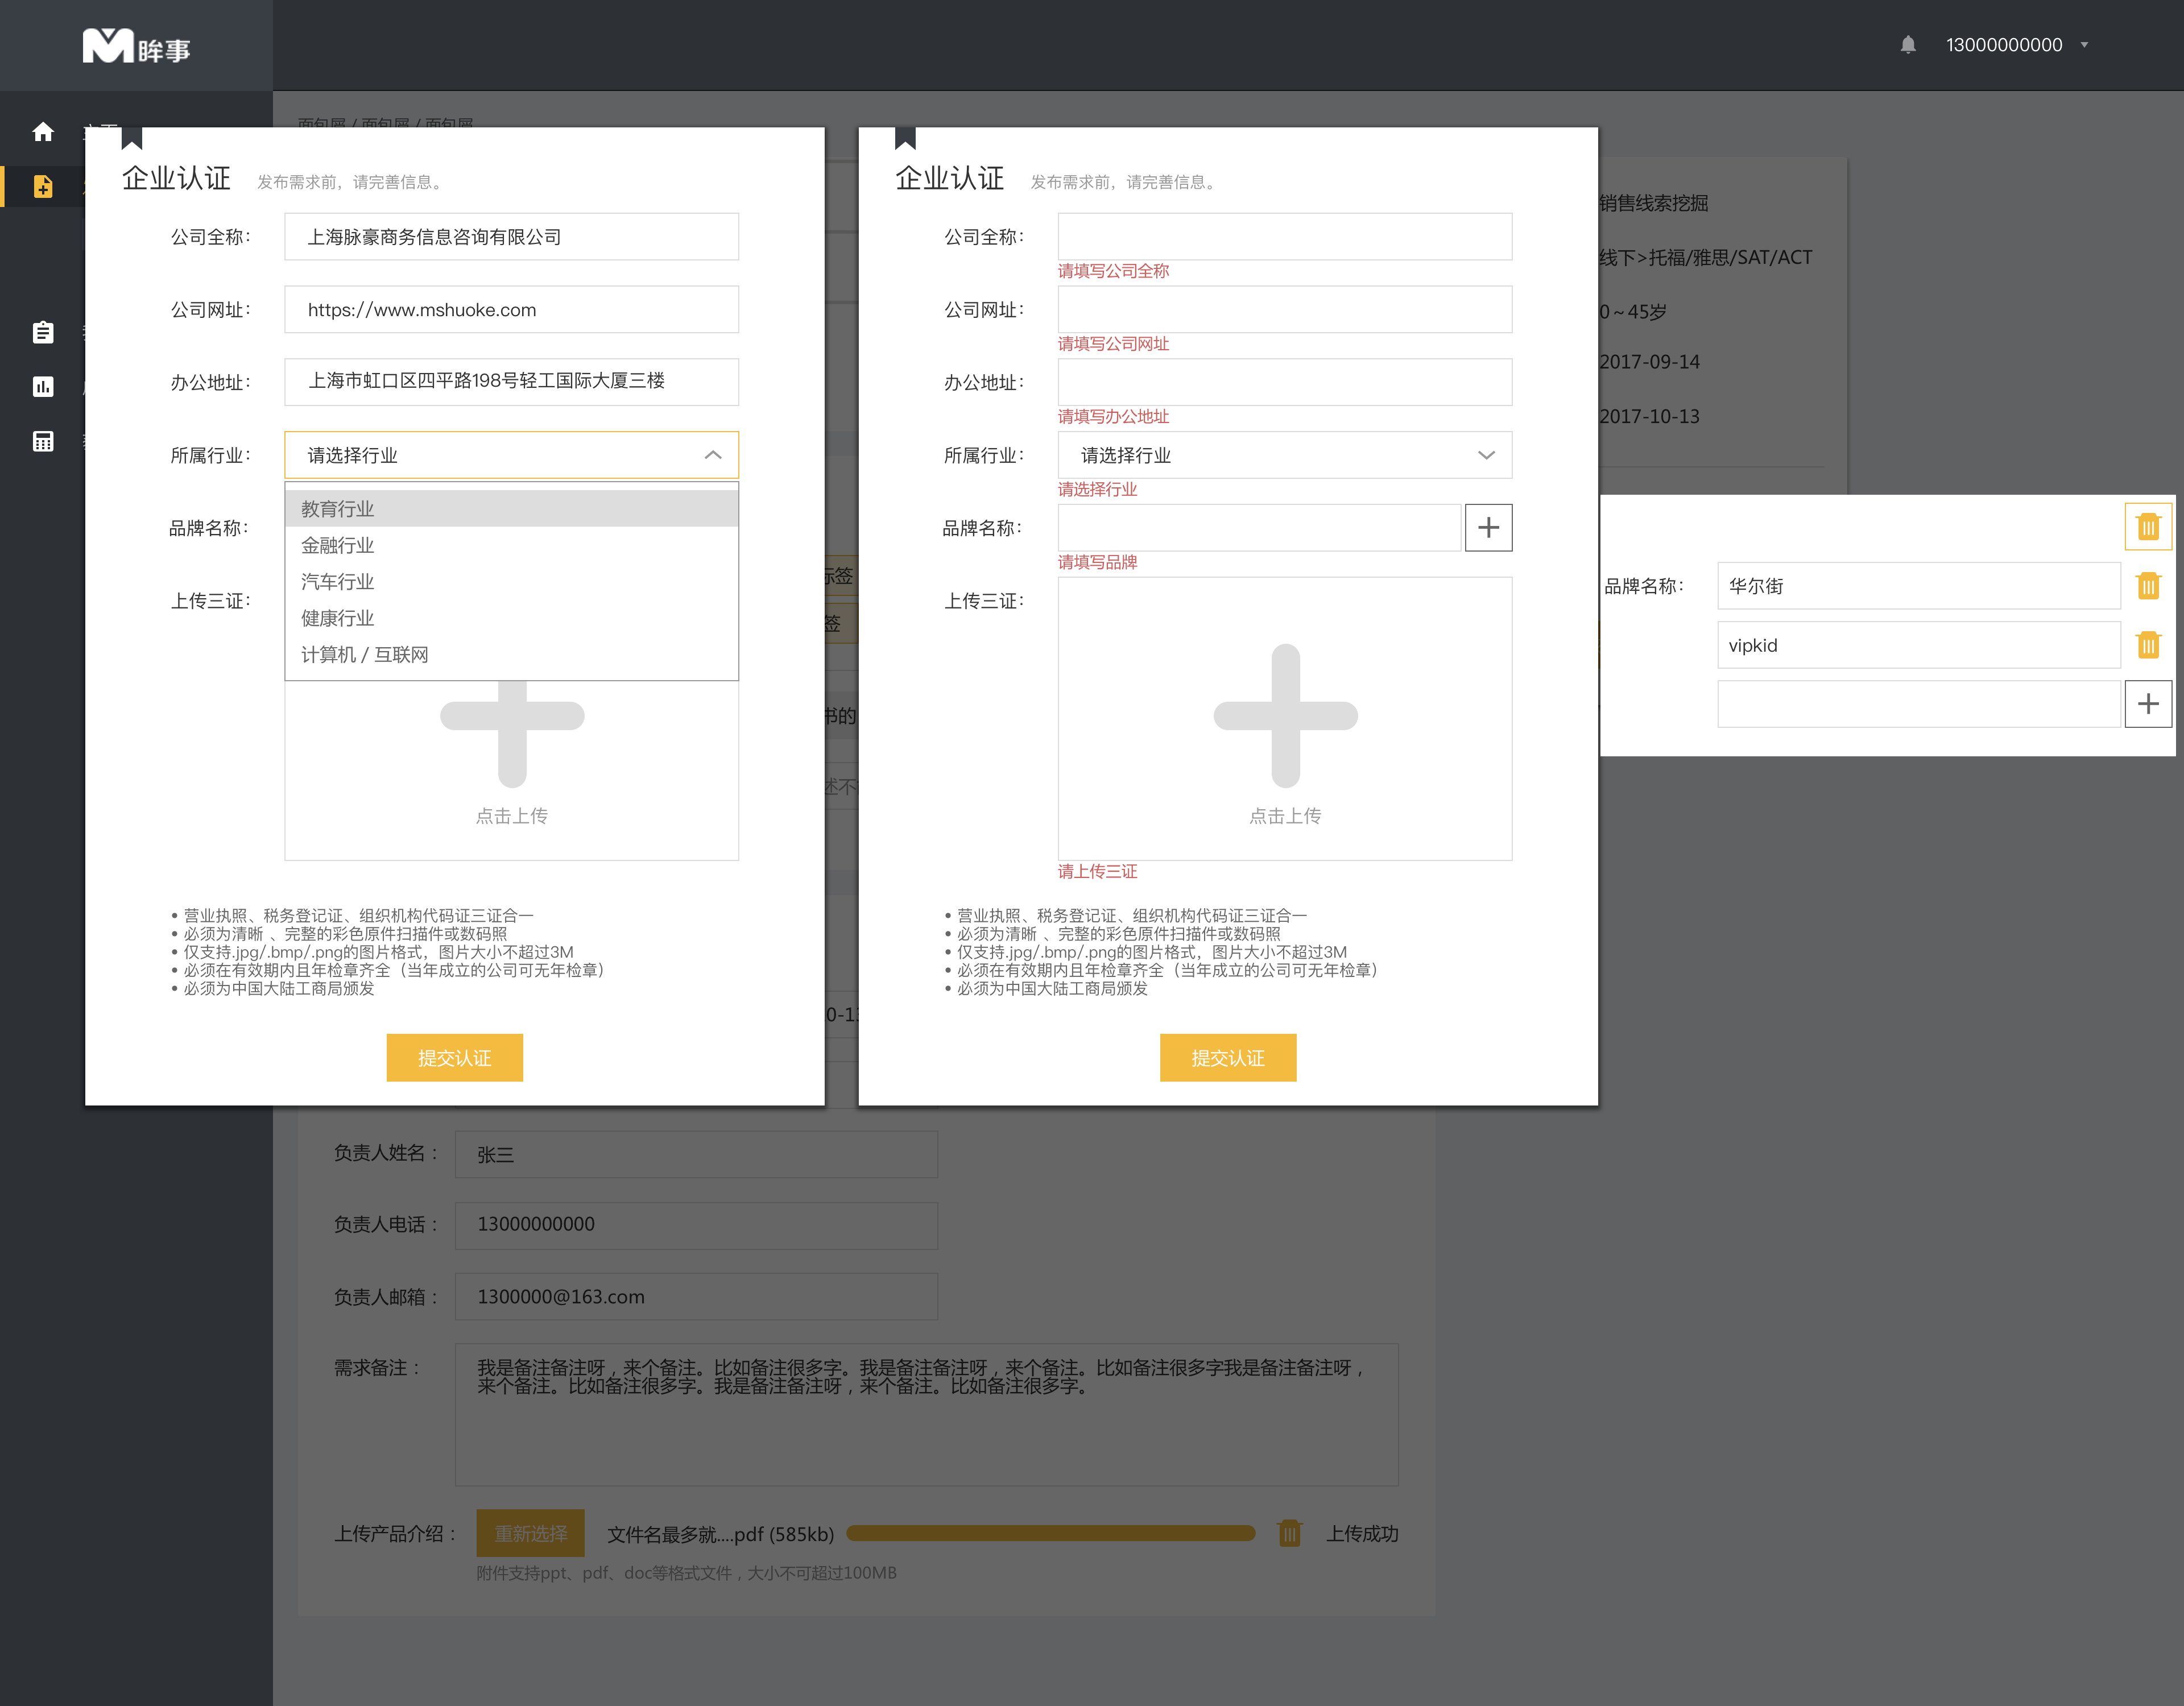 眸事
13000000000
面包屑 / 面包屑 / 面包屑
企业认证 发布需求前，请完善信息。
公司全称： 上海脉豪商务信息咨询有限公司
公司网址： https://www.mshuoke.com
办公地址： 上海市虹口区四平路198号轻工国际大厦三楼
所属行业： 请选择行业
教育行业
金融行业
汽车行业
健康行业
计算机 / 互联网
品牌名称：
上传三证：
点击上传
• 营业执照、税务登记证、组织机构代码证三证合一
• 必须为清晰 、完整的彩色原件扫描件或数码照
• 仅支持.jpg/.bmp/.png的图片格式，图片大小不超过3M
• 必须在有效期内且年检章齐全（当年成立的公司可无年检章）
• 必须为中国大陆工商局颁发
提交认证
企业认证 发布需求前，请完善信息。
公司全称：
请填写公司全称
公司网址：
请填写公司网址
办公地址：
请填写办公地址
所属行业： 请选择行业
请选择行业
品牌名称：
请填写品牌
上传三证：
点击上传
请上传三证
• 营业执照、税务登记证、组织机构代码证三证合一
• 必须为清晰 、完整的彩色原件扫描件或数码照
• 仅支持.jpg/.bmp/.png的图片格式，图片大小不超过3M
• 必须在有效期内且年检章齐全（当年成立的公司可无年检章）
• 必须为中国大陆工商局颁发
提交认证
销售线索挖掘
线下>托福/雅思/SAT/ACT
0～45岁
2017-09-14
2017-10-13
品牌名称： 华尔街
vipkid
标签
签
书的
述不
0-13
负责人姓名： 张三
负责人电话： 13000000000
负责人邮箱： 1300000@163.com
需求备注： 我是备注备注呀，来个备注。比如备注很多字。我是备注备注呀，来个备注。比如备注很多字我是备注备注呀，
来个备注。比如备注很多字。我是备注备注呀，来个备注。比如备注很多字。
上传产品介绍： 重新选择 文件名最多就....pdf (585kb) 上传成功
附件支持ppt、pdf、doc等格式文件，大小不可超过100MB